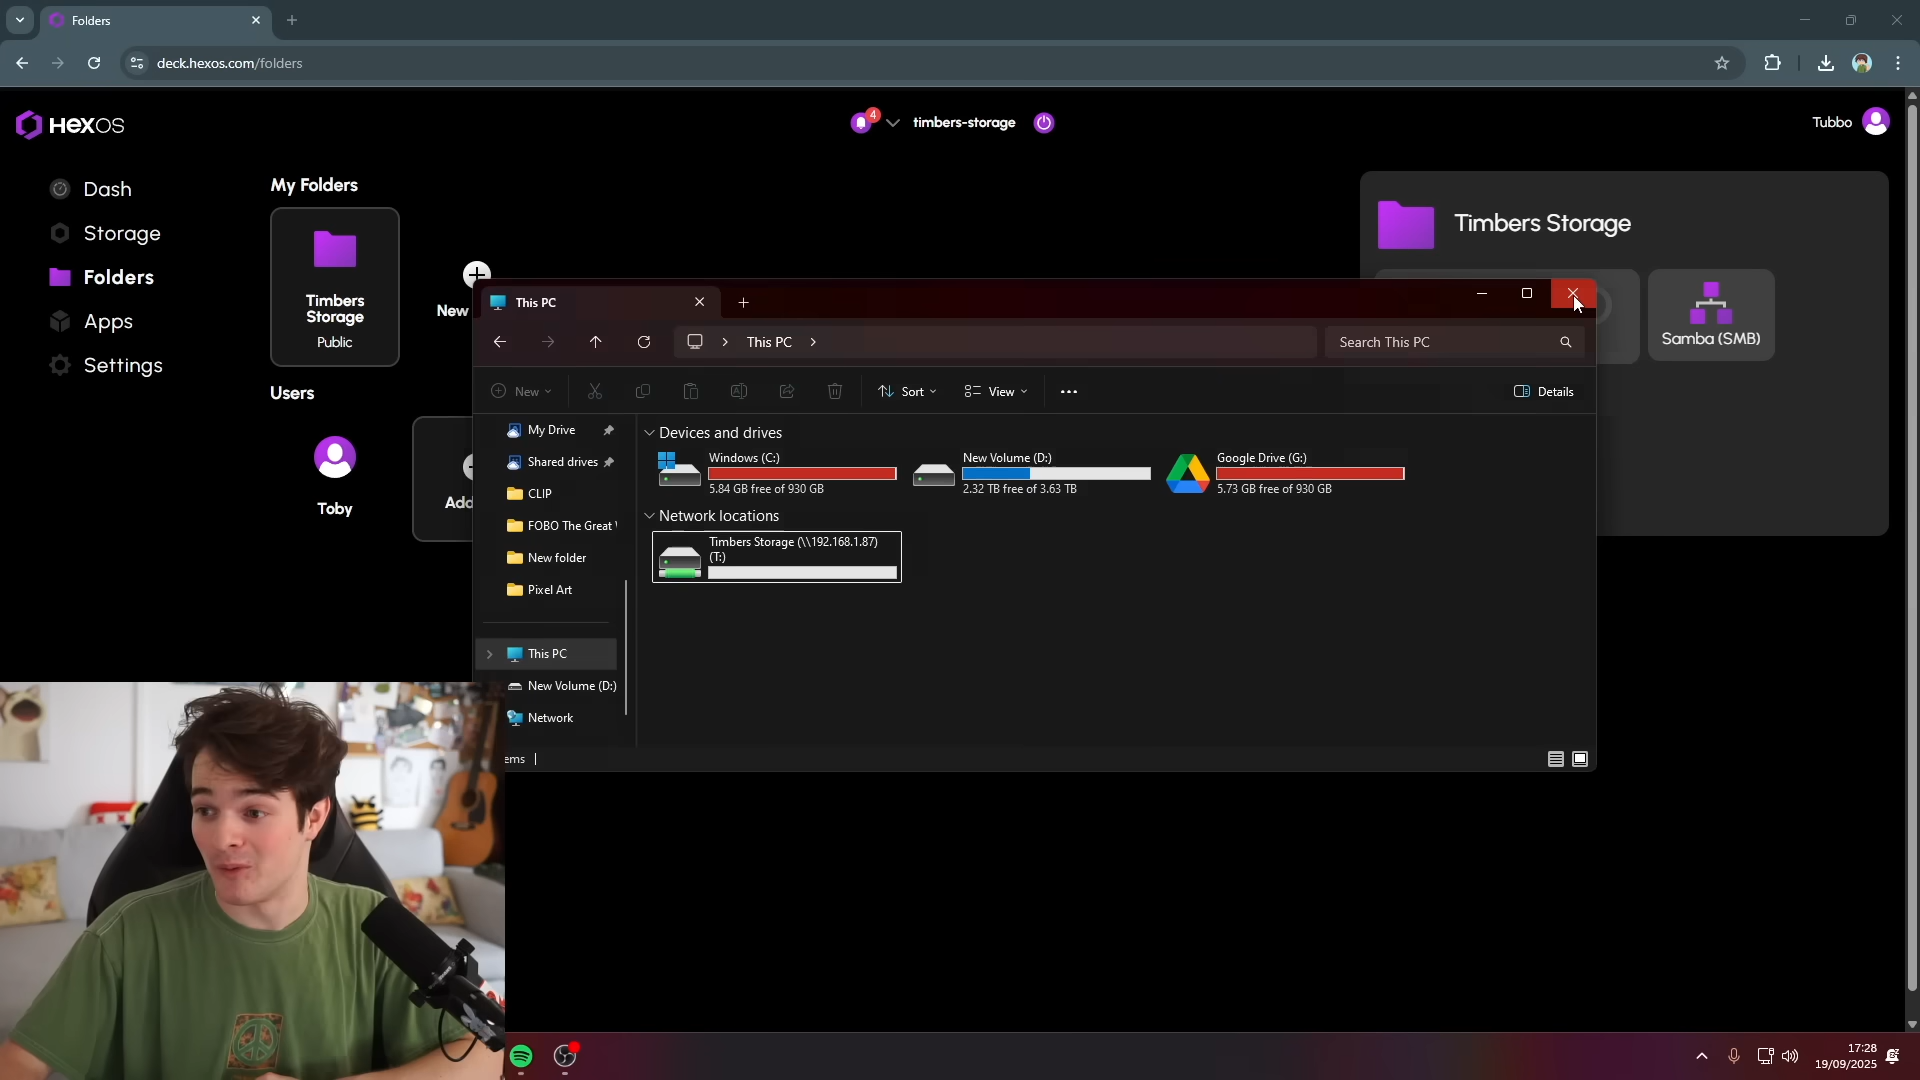 Folders
deck.hexos.com/folders
HEXOS
4
timbers-storage
Tubbo
Dash
Storage
Folders
Apps
Settings
My Folders
Timbers
Storage
Public
New
Users
Toby
Add
Timbers Storage
Samba (SMB)
This PC
This PC
Search This PC
New
Sort
View
Details
My Drive
Shared drives
CLIP
FOBO The Great
New folder
Pixel Art
This PC
New Volume (D:)
Network
Devices and drives
Windows (C:)
5.84 GB free of 930 GB
New Volume (D:)
2.32 TB free of 3.63 TB
Google Drive (G:)
5.73 GB free of 930 GB
Network locations
Timbers Storage (\\192.168.1.87)
(T:)
ems
17:28
19/09/2025